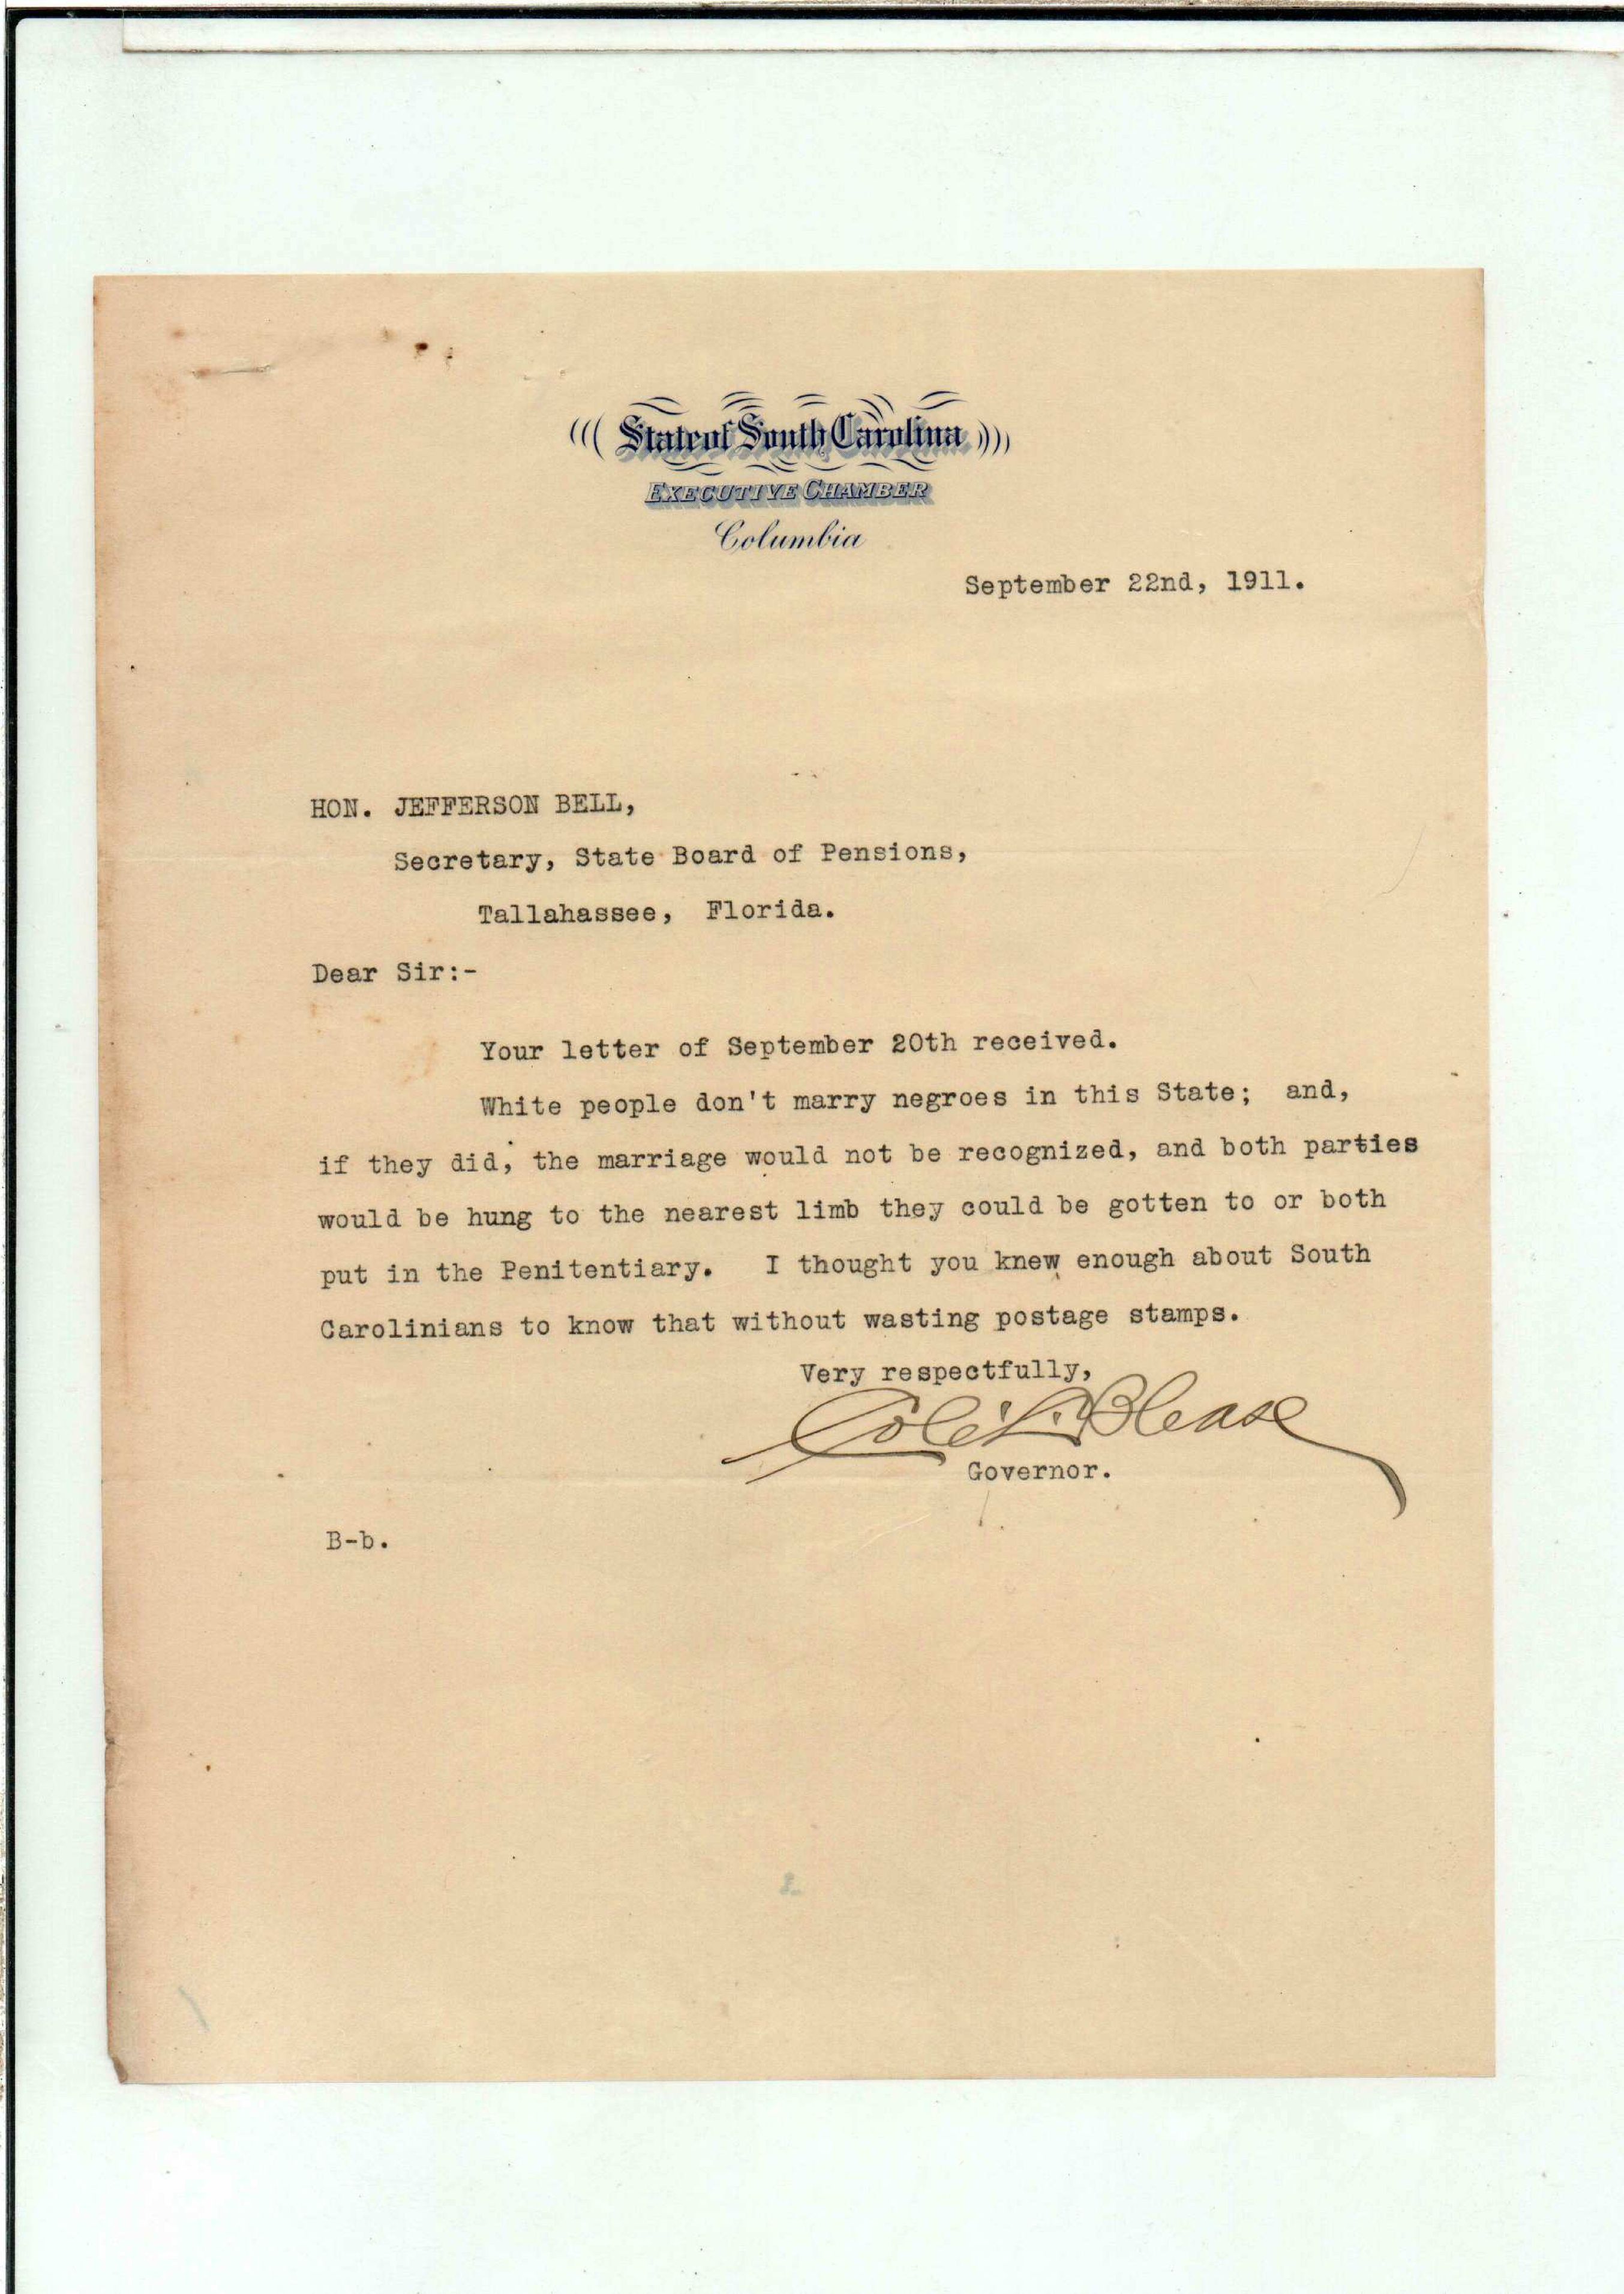 State of South Carolina
EXECUTIVE CHAMBER
Columbia
September 22nd, 1911.
HON. JEFFERSON BELL,
Secretary, State Board of Pensions,
Tallahassee, Florida.
Dear Sir:-
Your letter of September 20th received.
White people don't marry negroes in this State; and,
if they did, the marriage would not be recognized, and both parties
would be hung to the nearest limb they could be gotten to or both
put in the Penitentiary. I thought you knew enough about South
Carolinians to know that without wasting postage stamps.
Very respectfully,
Cole L. Blease
Governor.
B-b.